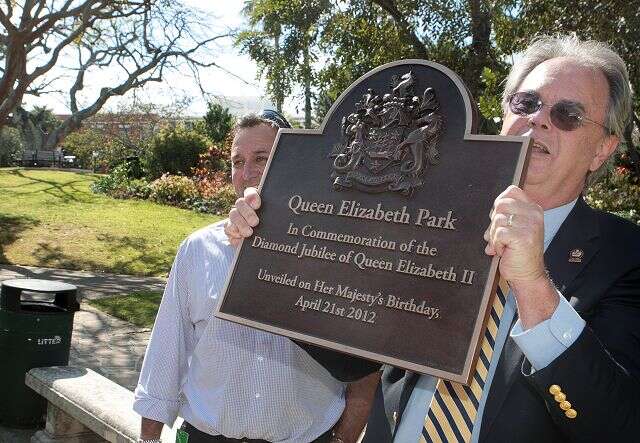 Queen Elizabeth Park
In Commemoration of the
Diamond Jubilee of Queen Elizabeth II
Unveiled on Her Majesty's Birthday,
April 21st 2012
LITTER